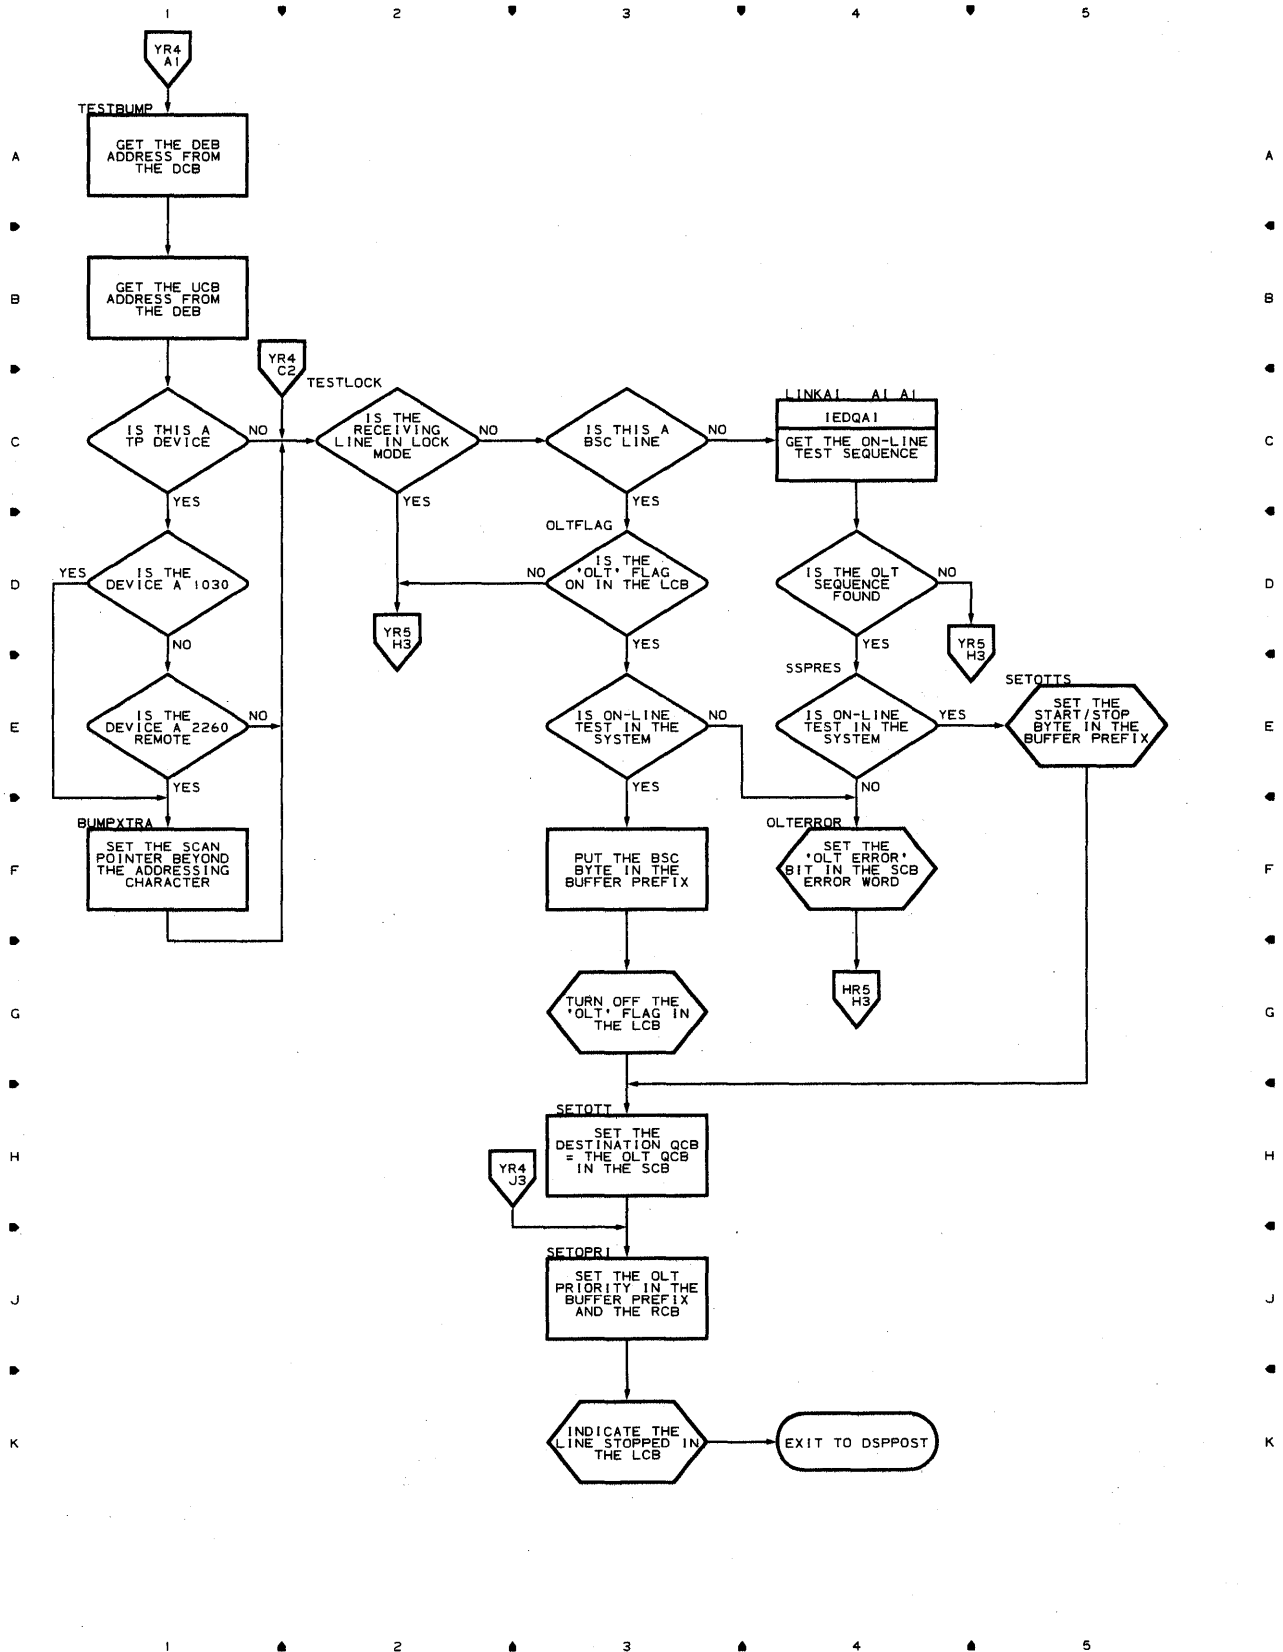 1 2 3 4 5
YR4
A1
TESTBUMP
GET THE DEB
ADDRESS FROM
THE DCB
A A
GET THE UCB
ADDRESS FROM
THE DEB
B B
YR4
C2
TESTLOCK
LINKAI AI AI
IS THIS A
TP DEVICE
NO
YES
IS THE
RECEIVING
LINE IN LOCK
MODE
NO
YES
IS THIS A
BSC LINE
NO
YES
IEDQAI
GET THE ON-LINE
TEST SEQUENCE
C C
OLTFLAG
YES
IS THE
DEVICE A 1030
NO
NO
IS THE
'OLT' FLAG
ON IN THE LCB
YES
IS THE OLT
SEQUENCE
FOUND
NO
YES
D D
YR5
H3
YR5
H3
SSPRES
SETOTTS
IS THE
DEVICE A 2260
REMOTE
NO
YES
IS ON-LINE
TEST IN THE
SYSTEM
NO
YES
IS ON-LINE
TEST IN THE
SYSTEM
YES
NO
SET THE
START/STOP
BYTE IN THE
BUFFER PREFIX
E E
BUMPXTRA
SET THE SCAN
POINTER BEYOND
THE ADDRESSING
CHARACTER
PUT THE BSC
BYTE IN THE
BUFFER PREFIX
OLTERROR
SET THE
'OLT ERROR'
BIT IN THE SCB
ERROR WORD
F F
TURN OFF THE
'OLT' FLAG IN
THE LCB
HR5
H3
G G
SETOTT
SET THE
DESTINATION QCB
= THE OLT QCB
IN THE SCB
H H
YR4
J3
SETOPRI
SET THE OLT
PRIORITY IN THE
BUFFER PREFIX
AND THE RCB
J J
INDICATE THE
LINE STOPPED IN
THE LCB
EXIT TO DSPPOST
K K
1 2 3 4 5